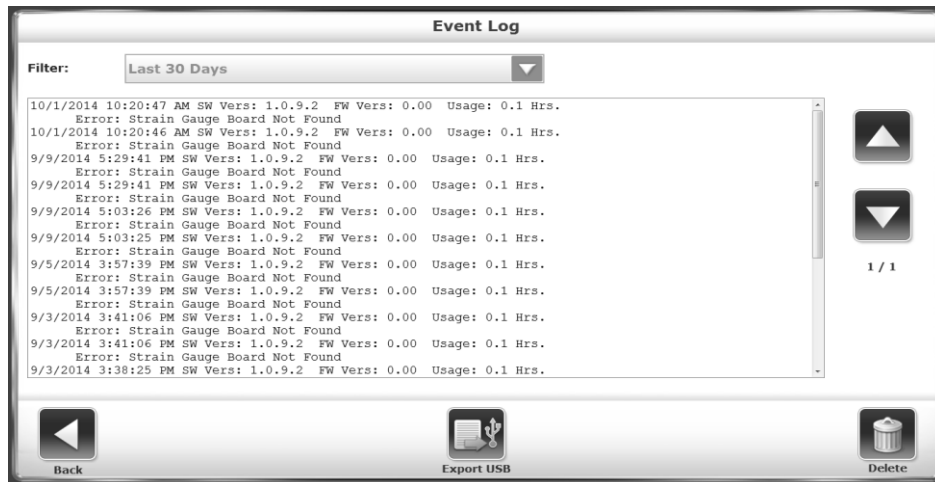 Event Log
Filter:
Last 30 Days
10/1/2014 10:20:47 AM SW Vers: 1.0.9.2 FW Vers: 0.00 Usage: 0.1 Hrs.
Error: Strain Gauge Board Not Found
10/1/2014 10:20:46 AM SW Vers: 1.0.9.2 FW Vers: 0.00 Usage: 0.1 Hrs.
Error: Strain Gauge Board Not Found
9/9/2014 5:29:41 PM SW Vers: 1.0.9.2 FW Vers: 0.00 Usage: 0.1 Hrs.
Error: Strain Gauge Board Not Found
9/9/2014 5:29:41 PM SW Vers: 1.0.9.2 FW Vers: 0.00 Usage: 0.1 Hrs.
Error: Strain Gauge Board Not Found
9/9/2014 5:03:26 PM SW Vers: 1.0.9.2 FW Vers: 0.00 Usage: 0.1 Hrs.
Error: Strain Gauge Board Not Found
9/9/2014 5:03:25 PM SW Vers: 1.0.9.2 FW Vers: 0.00 Usage: 0.1 Hrs.
Error: Strain Gauge Board Not Found
9/5/2014 3:57:39 PM SW Vers: 1.0.9.2 FW Vers: 0.00 Usage: 0.1 Hrs.
Error: Strain Gauge Board Not Found
9/5/2014 3:57:39 PM SW Vers: 1.0.9.2 FW Vers: 0.00 Usage: 0.1 Hrs.
Error: Strain Gauge Board Not Found
9/3/2014 3:41:06 PM SW Vers: 1.0.9.2 FW Vers: 0.00 Usage: 0.1 Hrs.
Error: Strain Gauge Board Not Found
9/3/2014 3:41:06 PM SW Vers: 1.0.9.2 FW Vers: 0.00 Usage: 0.1 Hrs.
Error: Strain Gauge Board Not Found
9/3/2014 3:38:25 PM SW Vers: 1.0.9.2 FW Vers: 0.00 Usage: 0.1 Hrs.
1 / 1
Back
Export USB
Delete